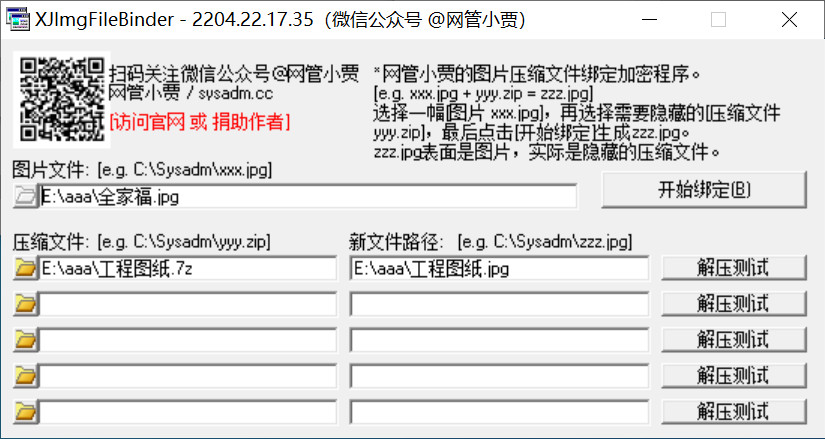 XJImgFileBinder - 2204.22.17.35（微信公众号 @网管小贾）
扫码关注微信公众号@网管小贾
网管小贾 / sysadm.cc
[访问官网 或 捐助作者]
*网管小贾的图片压缩文件绑定加密程序。
[e.g. xxx.jpg + yyy.zip = zzz.jpg]
选择一幅[图片 xxx.jpg]，再选择需要隐藏的[压缩文件
yyy.zip]，最后点击[开始绑定]生成zzz.jpg。
zzz.jpg表面是图片，实际是隐藏的压缩文件。
图片文件: [e.g. C:\Sysadm\xxx.jpg]
E:\aaa\全家福.jpg
开始绑定(B)
压缩文件: [e.g. C:\Sysadm\yyy.zip]
新文件路径: [e.g. C:\Sysadm\zzz.jpg]
E:\aaa\工程图纸.7z
E:\aaa\工程图纸.jpg
解压测试
解压测试
解压测试
解压测试
解压测试